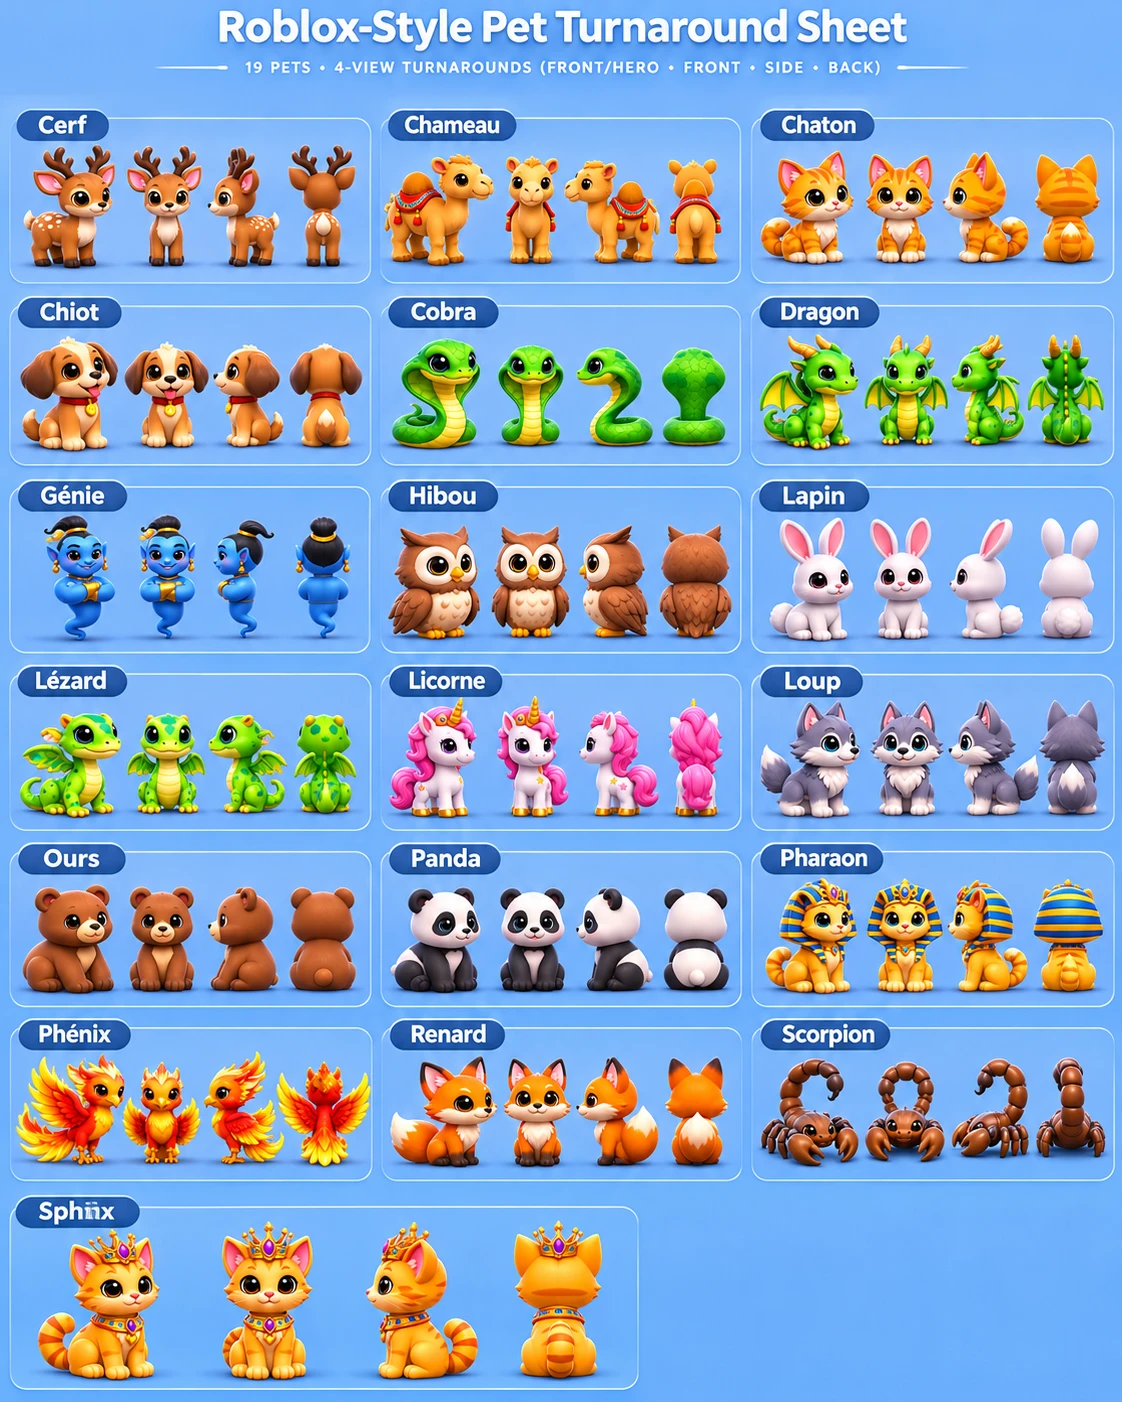 Roblox-Style Pet Turnaround Sheet
19 PETS • 4-VIEW TURNAROUNDS (FRONT/HERO • FRONT • SIDE • BACK)
Cerf
Chameau
Chaton
Chiot
Cobra
Dragon
Génie
Hibou
Lapin
Lézard
Licorne
Loup
Ours
Panda
Pharaon
Phénix
Renard
Scorpion